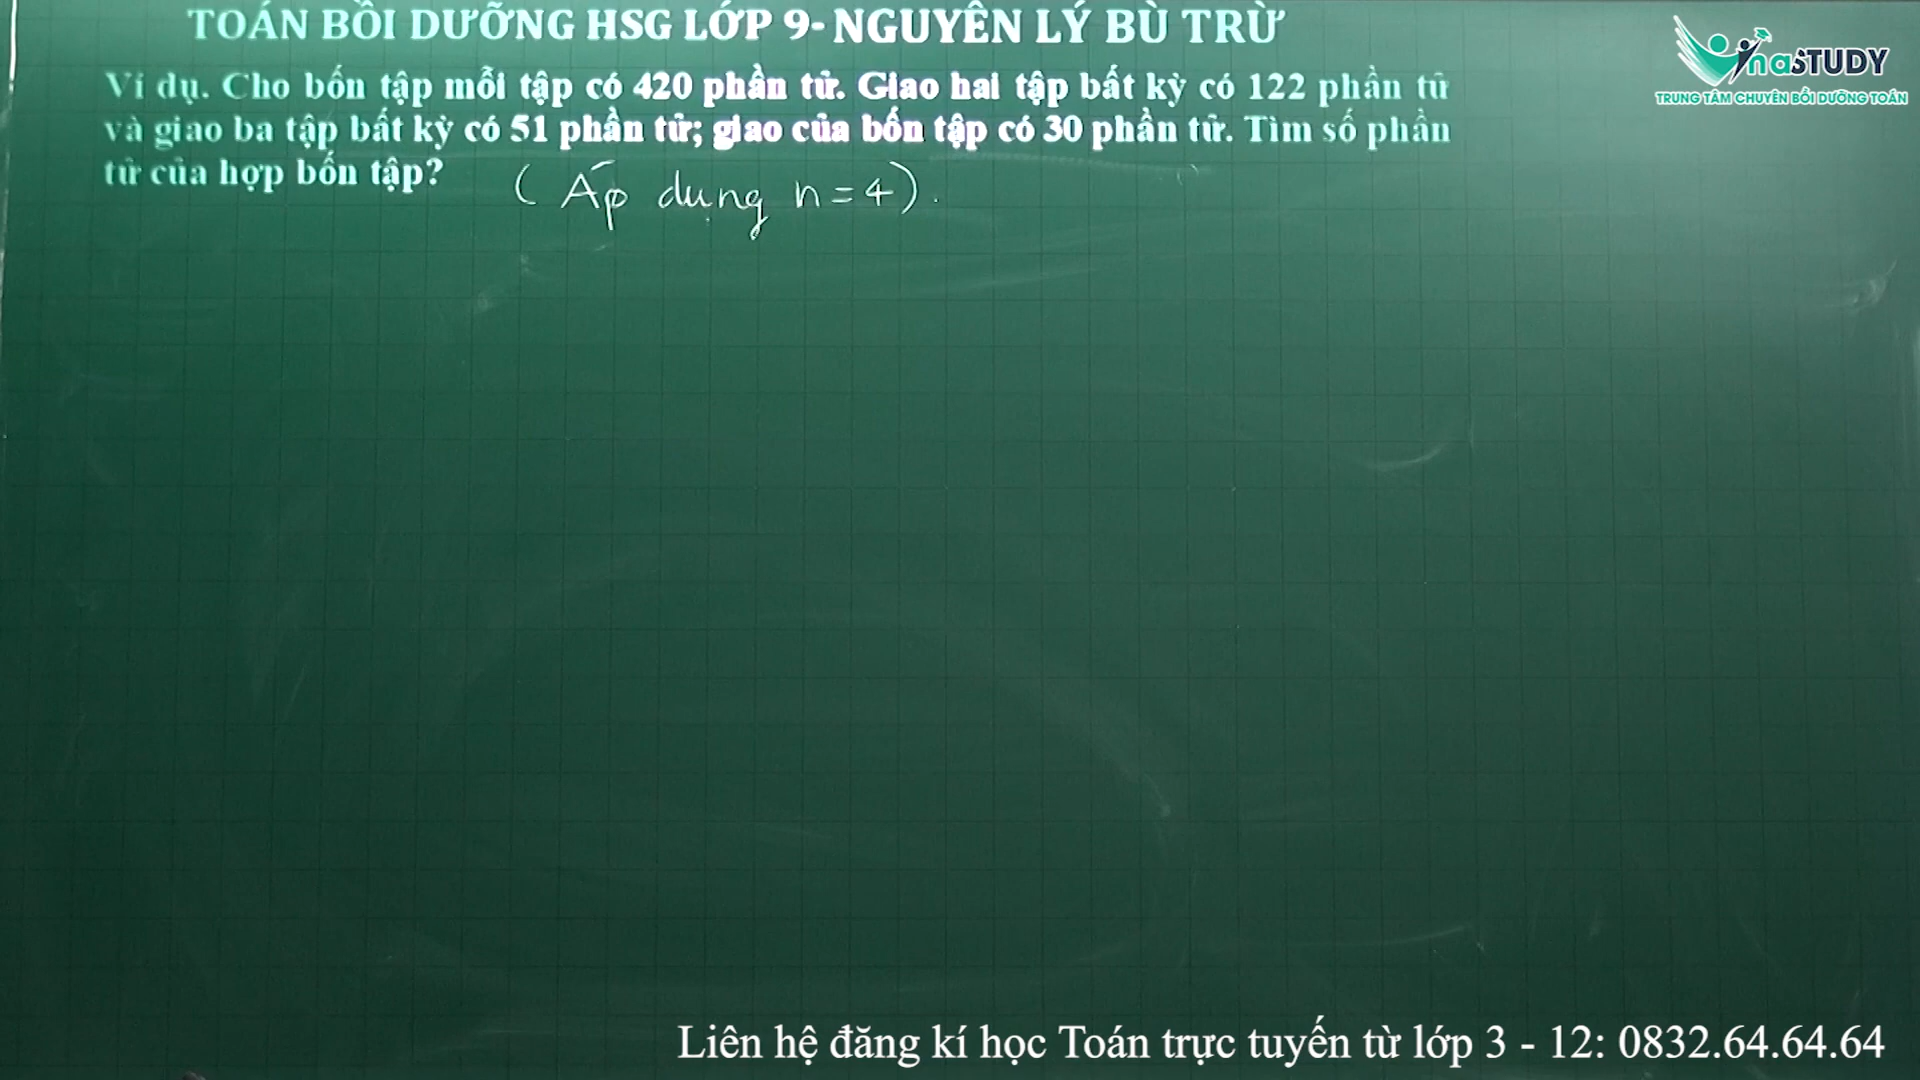 TOÁN BỒI DƯỠNG HSG LỚP 9- NGUYÊN LÝ BÙ TRỪ
Ví dụ. Cho bốn tập mỗi tập có 420 phần tử. Giao hai tập bất kỳ có 122 phần tử
và giao ba tập bất kỳ có 51 phần tử; giao của bốn tập có 30 phần tử. Tìm số phần
tử của hợp bốn tập?
(Áp dụng n=4).
VinaSTUDY
TRUNG TÂM CHUYÊN BỒI DƯỠNG TOÁN
Liên hệ đăng kí học Toán trực tuyến từ lớp 3 - 12: 0832.64.64.64